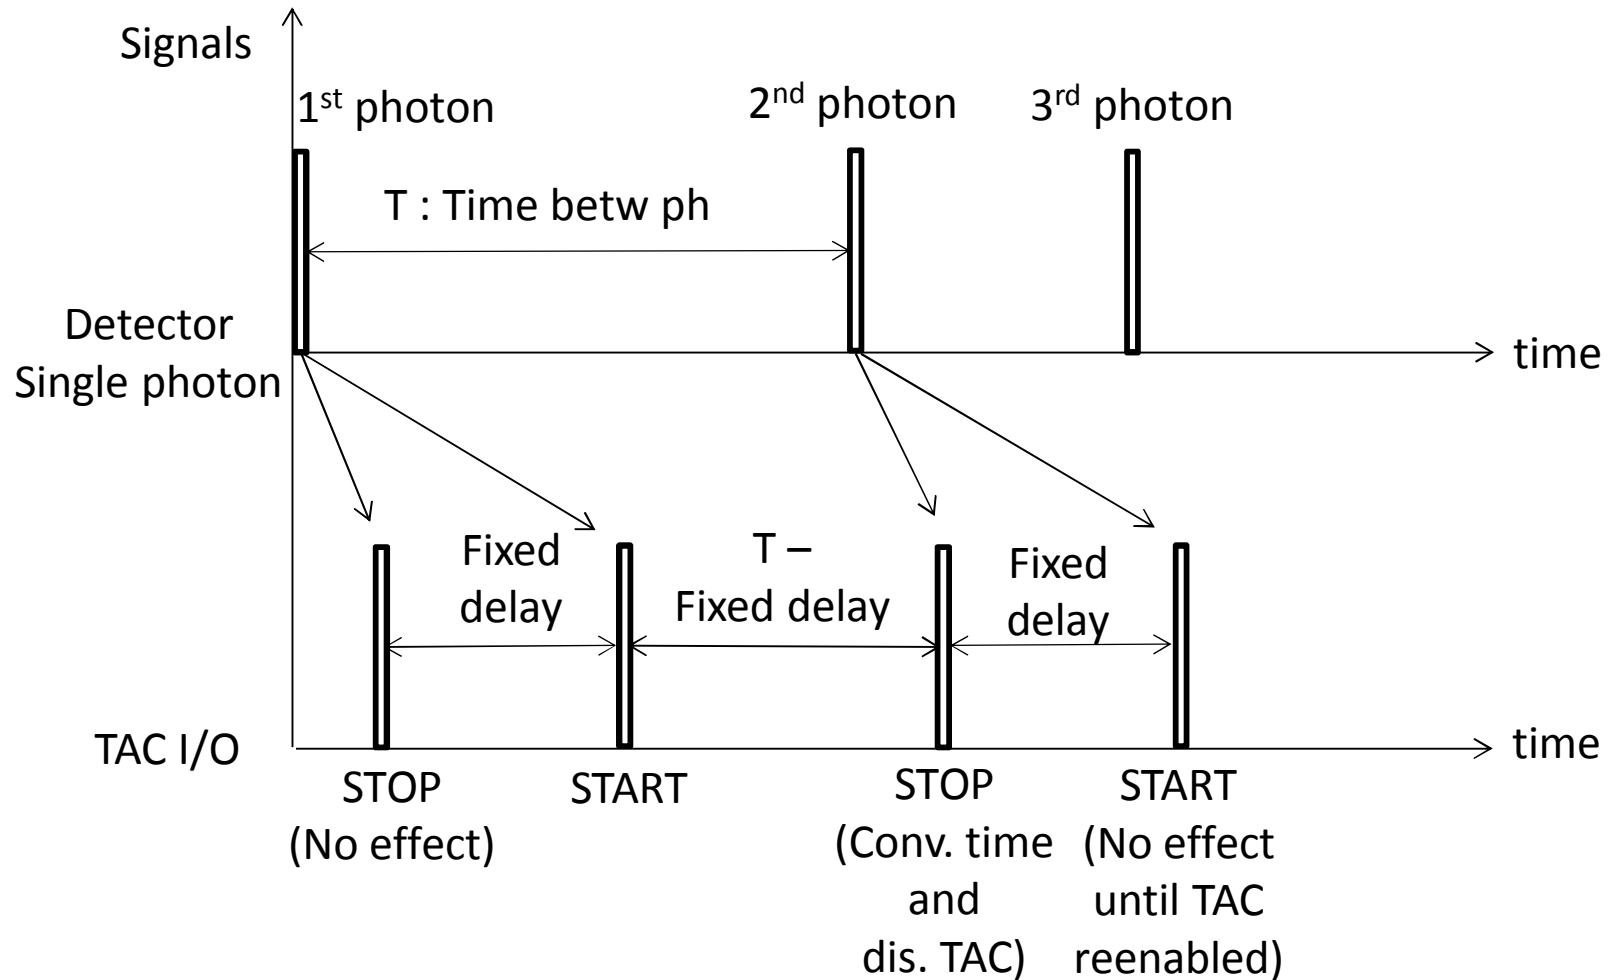 Signals
1st photon
2nd photon
3rd photon
T : Time betw ph
Detector
Single photon
time
Fixed
delay
T –
Fixed delay
Fixed
delay
TAC I/O
time
STOP
(No effect)
START
STOP
(Conv. time
and
dis. TAC)
START
(No effect
until TAC
reenabled)